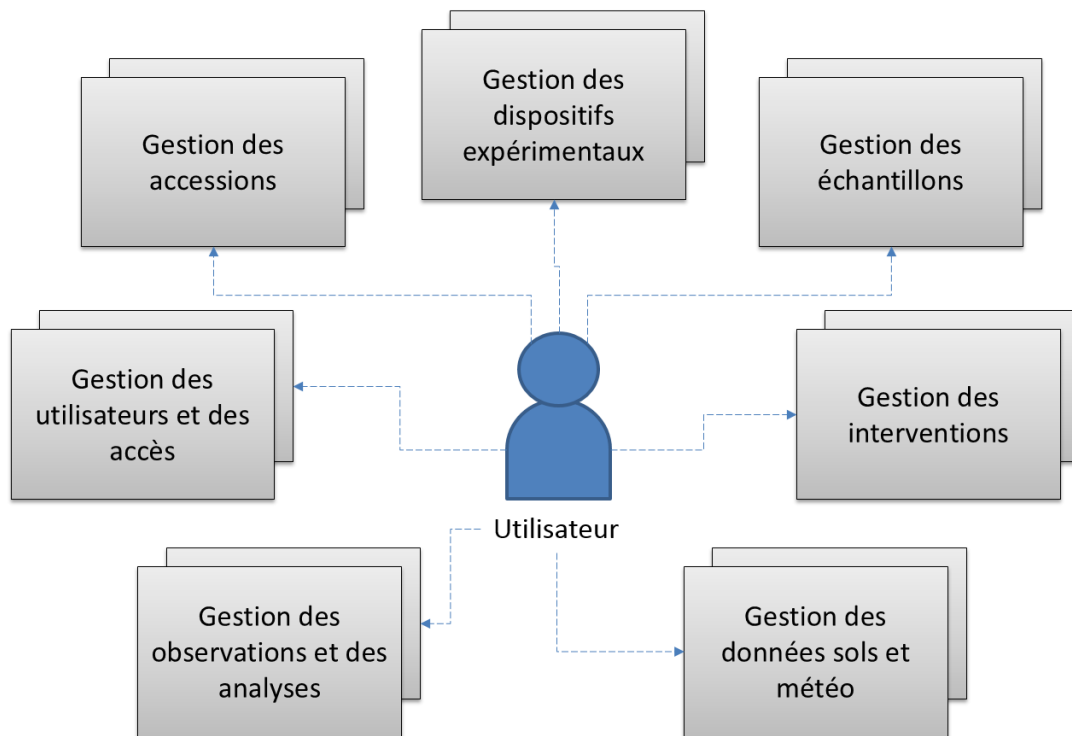 Gestion des
dispositifs
expérimentaux
Gestion des
accessions
Gestion des
échantillons
Gestion des
utilisateurs et des
accès
Gestion des
interventions
Utilisateur
Gestion des
observations et des
analyses
Gestion des
données sols et
météo